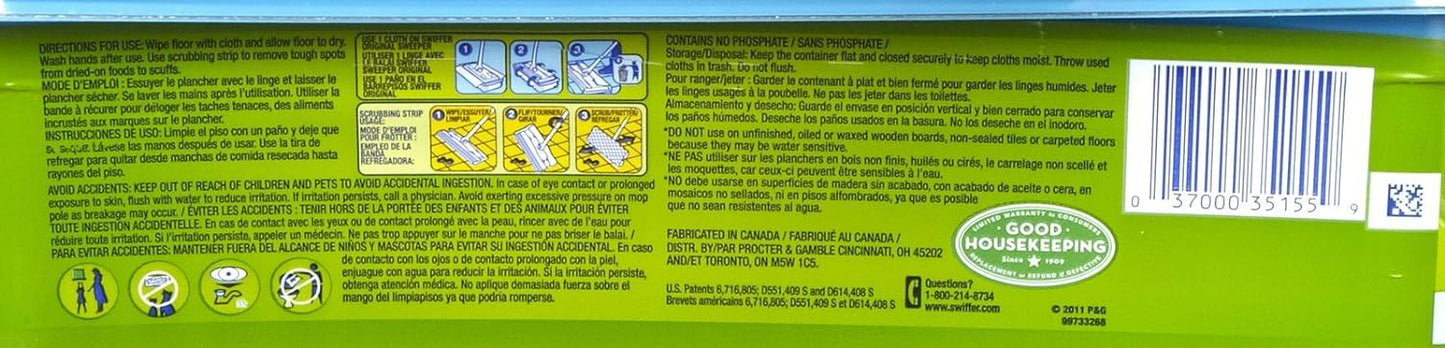 DIRECTIONS FOR USE: Wipe floor with cloth and allow floor to dry.
Wash hands after use. Use scrubbing strip to remove tough spots
from dried-on foods to scuffs.
MODE D'EMPLOI : Essuyer le plancher avec le linge et laisser le
plancher sécher. Se laver les mains après l'utilisation. Utiliser la
bande à récurer pour déloger les taches tenaces, des aliments
incrustés aux marques sur le plancher.
INSTRUCCIONES DE USO: Limpie el piso con un paño y deje que
se seque. Lávese las manos después de usar. Use la tira de
refregar para quitar desde manchas de comida resecada hasta
rayones del piso.
USE 1 CLOTH ON SWIFFER
ORIGINAL SWEEPER
UTILISER 1 LINGE AVEC
LE BALAI SWIFFER
SWEEPER ORIGINAL
USE 1 PAÑO EN EL
BARREPISOS SWIFFER
ORIGINAL
1
2
3
SCRUBBING STRIP
USAGE:
MODE D'EMPLOI
POUR FROTTER :
EMPLEO DE LA
BANDA
REFREGADORA:
1 WIPE/ESSUYER/
LIMPIAR
2 FLIP/TOURNER/
GIRAR
3 SCRUB/FROTTER/
REFREGAR
AVOID ACCIDENTS: KEEP OUT OF REACH OF CHILDREN AND PETS TO AVOID ACCIDENTAL INGESTION. In case of eye contact or prolonged
exposure to skin, flush with water to reduce irritation. If irritation persists, call a physician. Avoid exerting excessive pressure on mop
pole as breakage may occur. / ÉVITER LES ACCIDENTS : TENIR HORS DE LA PORTÉE DES ENFANTS ET DES ANIMAUX POUR ÉVITER
TOUTE INGESTION ACCIDENTELLE. En cas de contact avec les yeux ou de contact prolongé avec la peau, rincer avec de l'eau pour
réduire toute irritation. Si l'irritation persiste, appeler un médecin. Ne pas trop appuyer sur le manche pour ne pas briser le balai. /
PARA EVITAR ACCIDENTES: MANTENER FUERA DEL ALCANCE DE NIÑOS Y MASCOTAS PARA EVITAR SU INGESTIÓN ACCIDENTAL. En caso
de contacto con los ojos o de contacto prolongado con la piel,
enjuague con agua para reducir la irritación. Si la irritación persiste,
obtenga atención médica. No aplique demasiada fuerza sobre el
mango del limpiapisos ya que podría romperse.
CONTAINS NO PHOSPHATE / SANS PHOSPHATE /
Storage/Disposal: Keep the container flat and closed securely to keep cloths moist. Throw used
cloths in trash. Do not flush.
Pour ranger/jeter : Garder le contenant à plat et bien fermé pour garder les linges humides. Jeter
les linges usagés à la poubelle. Ne pas les jeter dans les toilettes.
Almacenamiento y desecho: Guarde el envase en posición vertical y bien cerrado para conservar
los paños húmedos. Deseche los paños usados en la basura. No los deseche en el inodoro.
*DO NOT use on unfinished, oiled or waxed wooden boards, non-sealed tiles or carpeted floors
because they may be water sensitive.
*NE PAS utiliser sur les planchers en bois non finis, huilés ou cirés, le carrelage non scellé et
les moquettes, car ceux-ci peuvent être sensibles à l'eau.
*NO debe usarse en superficies de madera sin acabado, con acabado de aceite o cera, en
mosaicos no sellados, ni en pisos alfombrados, ya que es posible
que no sean resistentes al agua.
FABRICATED IN CANADA / FABRIQUÉ AU CANADA /
DISTR. BY/PAR PROCTER & GAMBLE CINCINNATI, OH 45202
AND/ET TORONTO, ON M5W 1C5.
U.S. Patents 6,716,805; D551,409 S and D614,408 S
Brevets américains 6,716,805; D551,409 S et D614,408 S
LIMITED WARRANTY to CONSUMERS
GOOD
HOUSEKEEPING
Since 1909
REPLACEMENT or REFUND if DEFECTIVE
Questions?
1-800-214-8734
www.swiffer.com
© 2011 P&G
99733268
0 37000 35155 9